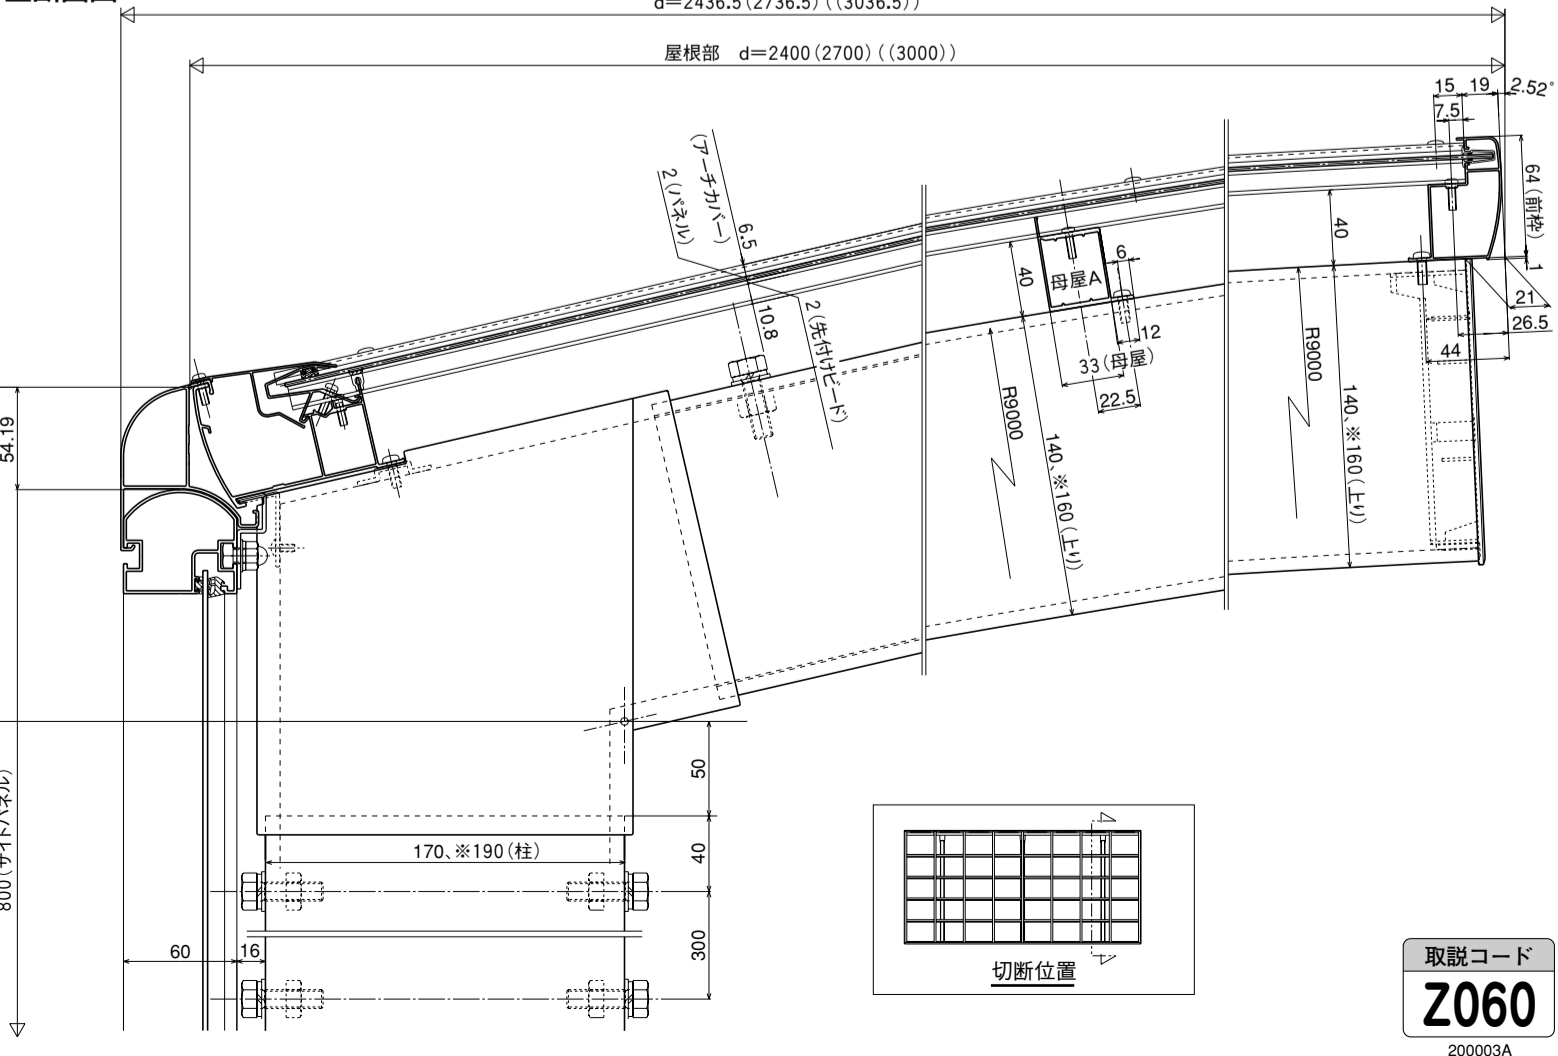 d=2436.5(2736.5)((3036.5))
屋根部 d=2400(2700)((3000))
15
19
2.52°
7.5
64(前枠)
1
21
26.5
44
40
(アーチカバー)
2(パネル)
6.5
10.8
2(先付けビード)
40
母屋A
6
12
33(母屋)
22.5
R9000
140、※160(上り)
R9000
140、※160(上り)
54.19
800(サイドパネル)
50
40
300
170、※190(柱)
60
16
切断位置
取説コード
Z060
200003A